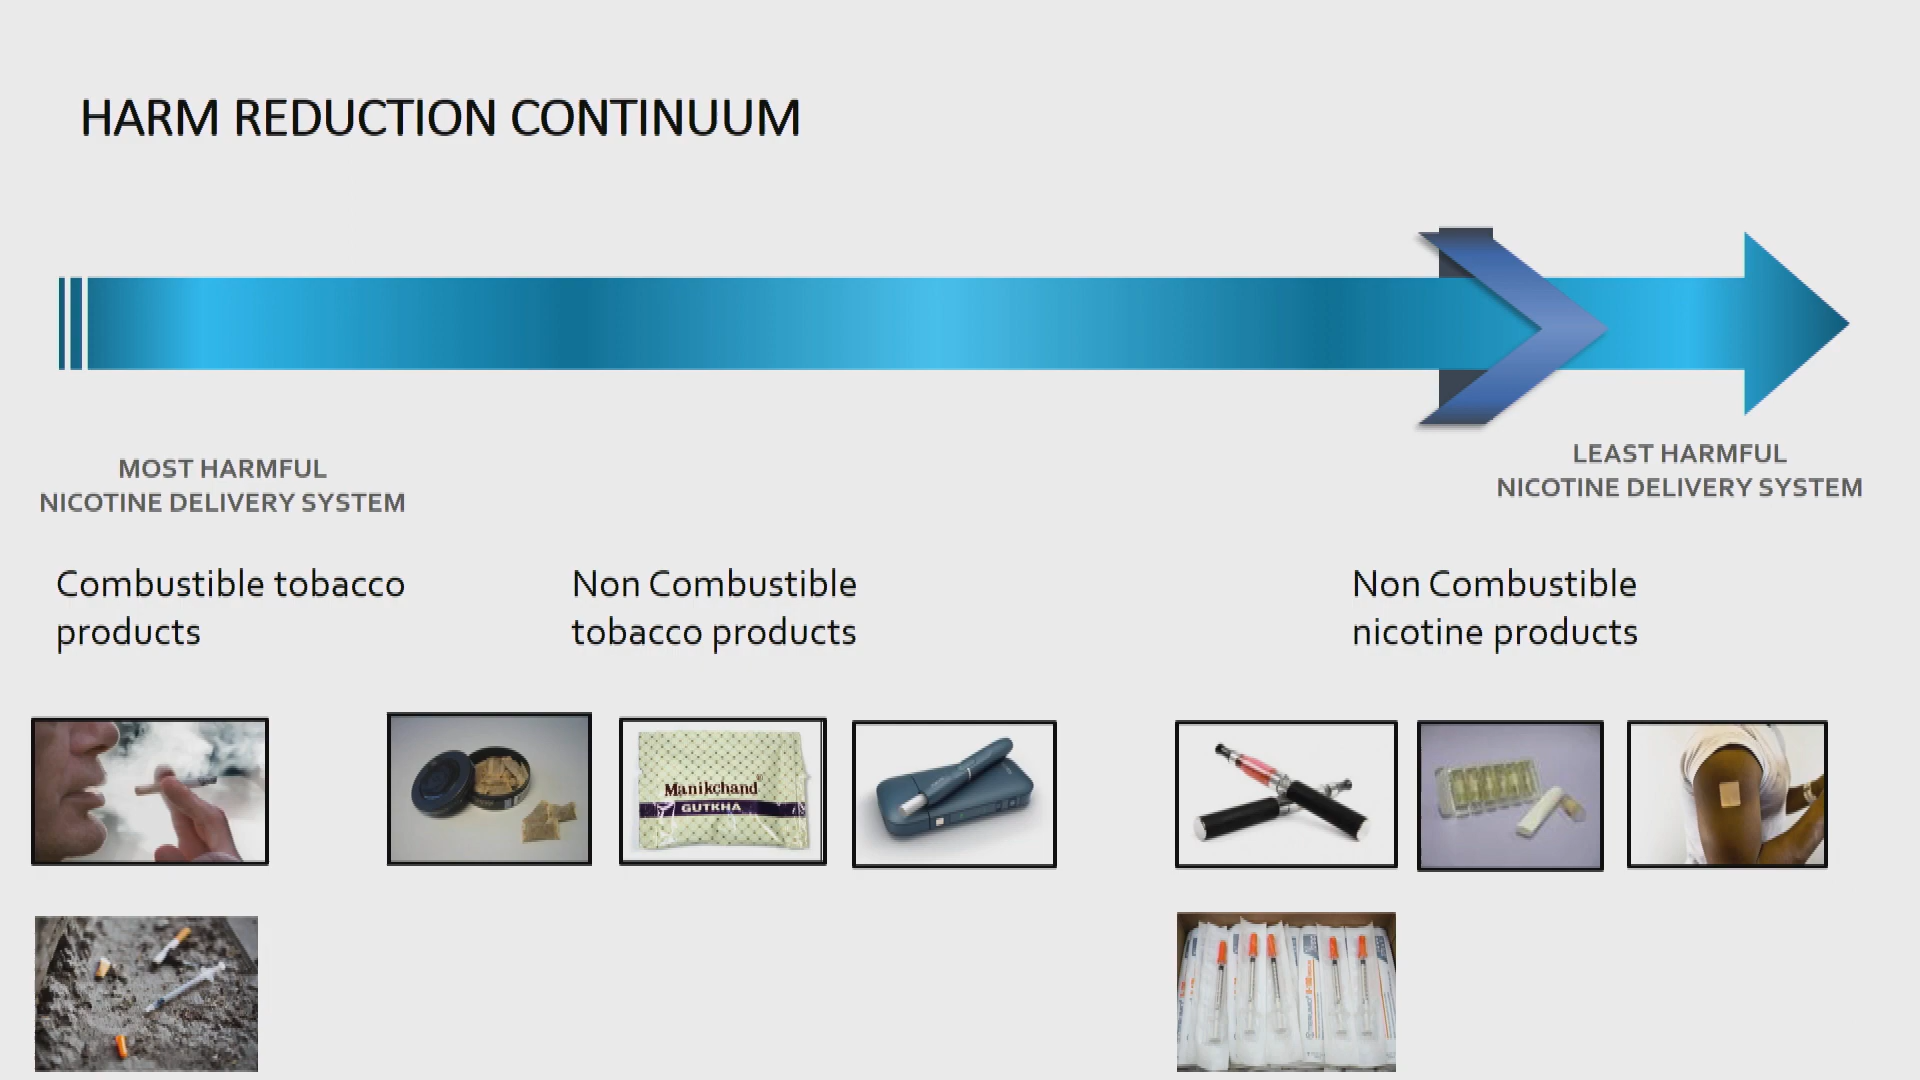 HARM REDUCTION CONTINUUM
MOST HARMFUL
NICOTINE DELIVERY SYSTEM
LEAST HARMFUL
NICOTINE DELIVERY SYSTEM
Combustible tobacco
products
Non Combustible
tobacco products
Non Combustible
nicotine products
Manikchand
GUTKHA